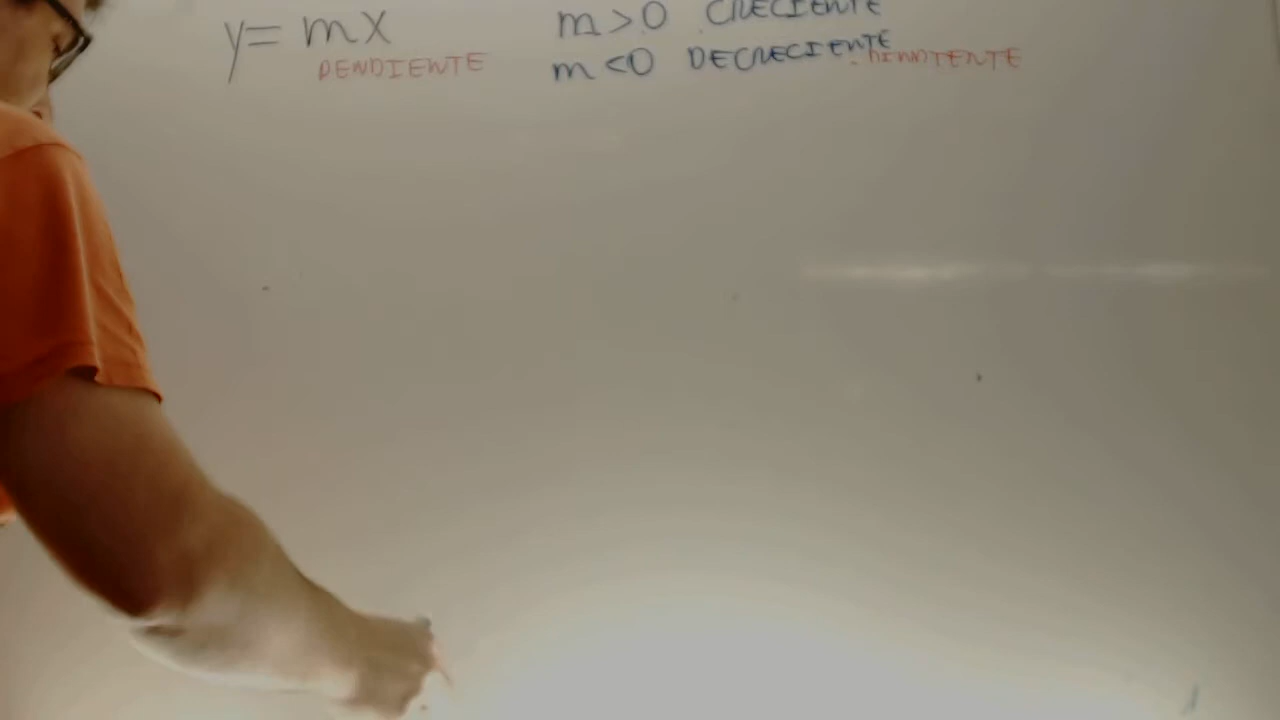 y = mx
PENDIENTE
m > 0 CRECIENTE
m < 0 DECRECIENTE